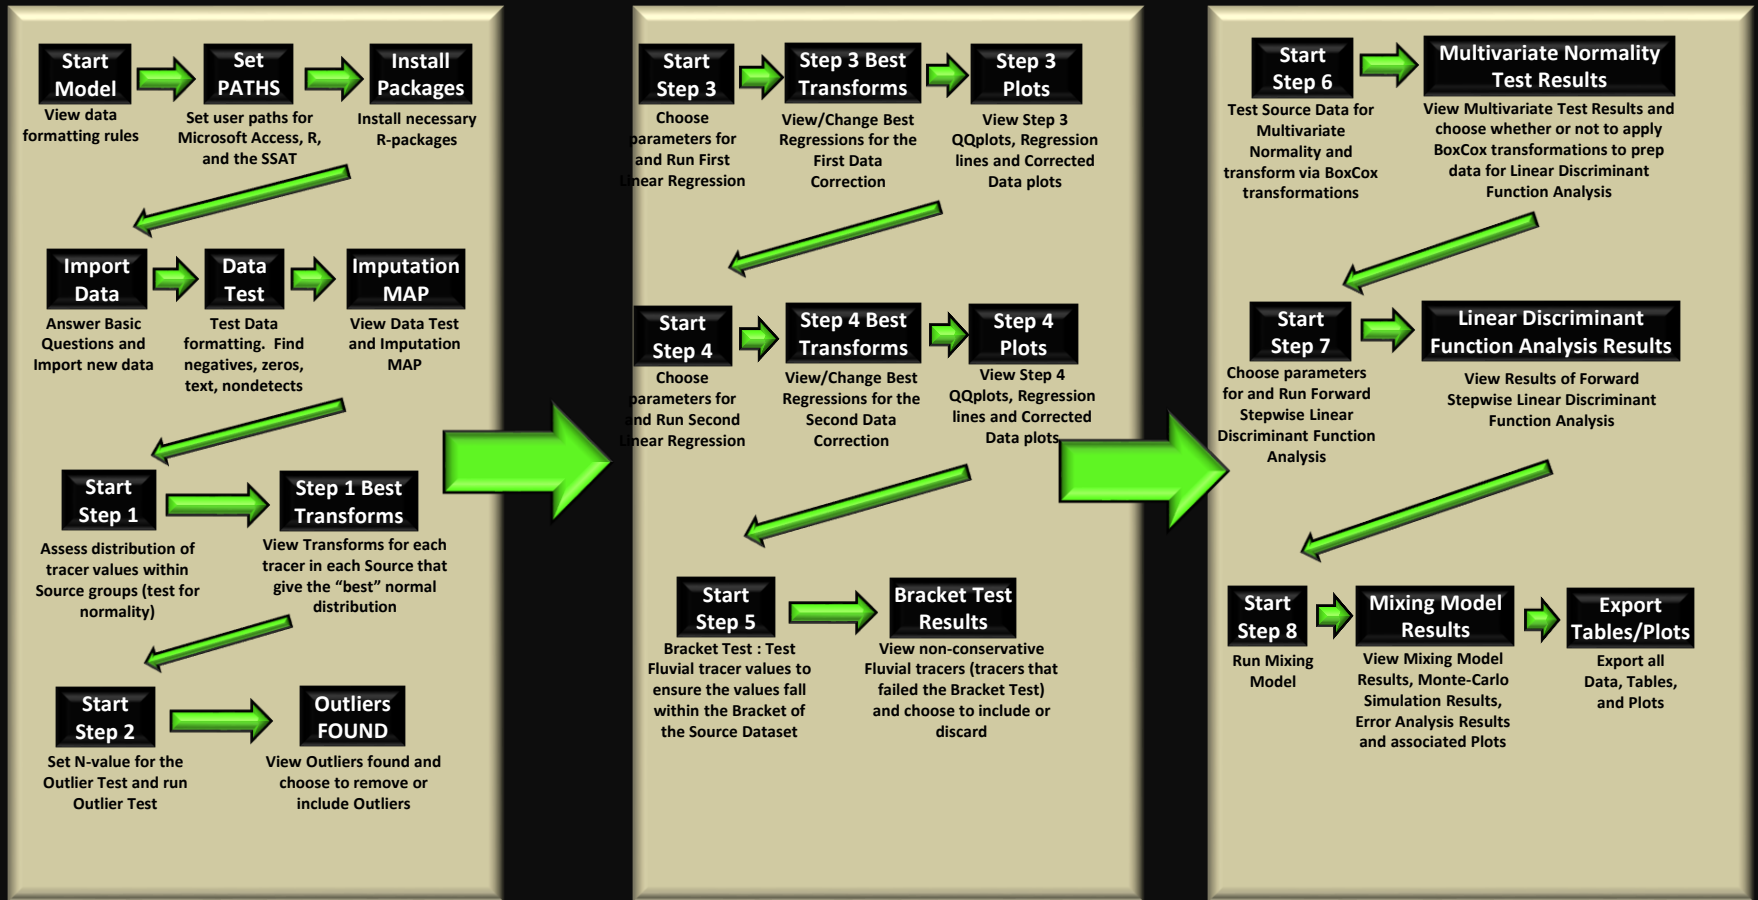 Start
Model
View data
formatting rules
Set
PATHS
Set user paths for
Microsoft Access, R,
and the SSAT
Install
Packages
Install necessary
R-packages
Import
Data
Answer Basic
Questions and
Import new data
Data
Test
Test Data
formatting. Find
negatives, zeros,
text, nondetects
Imputation
MAP
View Data Test
and Imputation
MAP
Start
Step 1
Assess distribution of
tracer values within
Source groups (test for
normality)
Step 1 Best
Transforms
View Transforms for each
tracer in each Source that
give the “best” normal
distribution
Start
Step 2
Set N-value for the
Outlier Test and run
Outlier Test
Outliers
FOUND
View Outliers found and
choose to remove or
include Outliers
Start
Step 3
Choose
parameters for
and Run First
Linear Regression
Step 3 Best
Transforms
View/Change Best
Regressions for the
First Data
Correction
Step 3
Plots
View Step 3
QQplots, Regression
lines and Corrected
Data plots
Start
Step 4
Choose
parameters for
and Run Second
Linear Regression
Step 4 Best
Transforms
View/Change Best
Regressions for the
Second Data
Correction
Step 4
Plots
View Step 4
QQplots, Regression
lines and Corrected
Data plots
Start
Step 5
Bracket Test : Test
Fluvial tracer values to
ensure the values fall
within the Bracket of
the Source Dataset
Bracket Test
Results
View non-conservative
Fluvial tracers (tracers that
failed the Bracket Test)
and choose to include or
discard
Start
Step 6
Test Source Data for
Multivariate
Normality and
transform via BoxCox
transformations
Multivariate Normality
Test Results
View Multivariate Test Results and
choose whether or not to apply
BoxCox transformations to prep
data for Linear Discriminant
Function Analysis
Start
Step 7
Choose parameters
for and Run Forward
Stepwise Linear
Discriminant Function
Analysis
Linear Discriminant
Function Analysis Results
View Results of Forward
Stepwise Linear Discriminant
Function Analysis
Start
Step 8
Run Mixing
Model
Mixing Model
Results
View Mixing Model
Results, Monte-Carlo
Simulation Results,
Error Analysis Results
and associated Plots
Export
Tables/Plots
Export all
Data, Tables,
and Plots